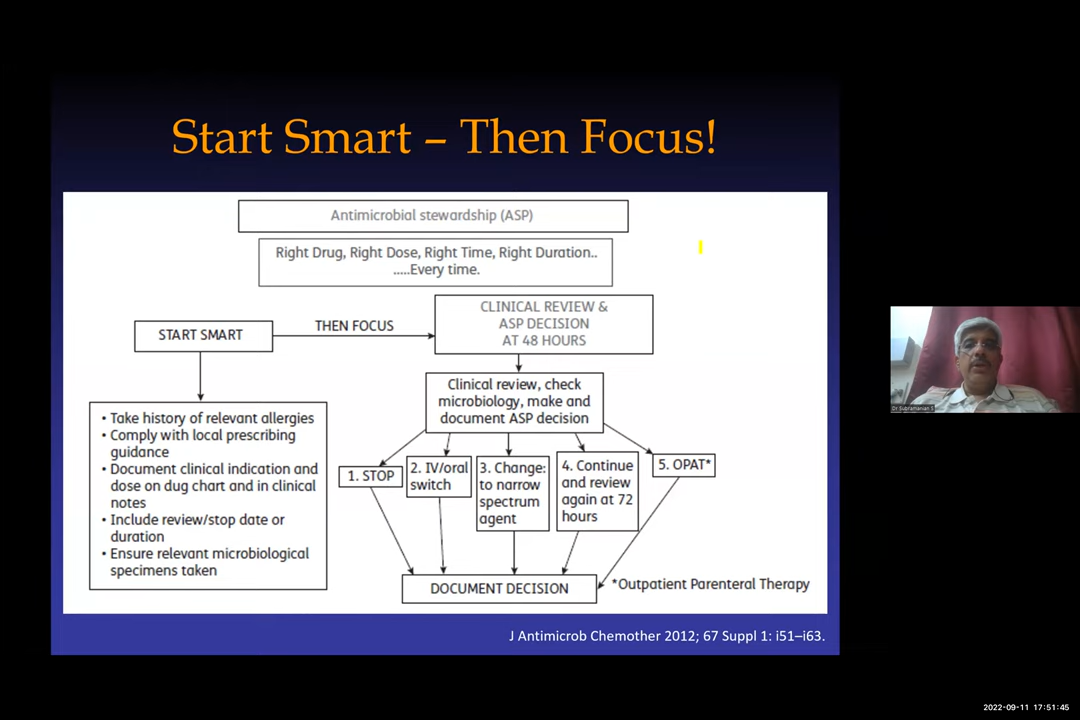 Start Smart – Then Focus!
Antimicrobial stewardship (ASP)
Right Drug, Right Dose, Right Time, Right Duration..
.....Every time.
START SMART
THEN FOCUS
CLINICAL REVIEW &
ASP DECISION
AT 48 HOURS
• Take history of relevant allergies
• Comply with local prescribing
guidance
• Document clinical indication and
dose on dug chart and in clinical
notes
• Include review/stop date or
duration
• Ensure relevant microbiological
specimens taken
Clinical review, check
microbiology, make and
document ASP decision
1. STOP
2. IV/oral
switch
3. Change:
to narrow
spectrum
agent
4. Continue
and review
again at 72
hours
5. OPAT*
DOCUMENT DECISION
*Outpatient Parenteral Therapy
J Antimicrob Chemother 2012; 67 Suppl 1: i51–i63.
Dr Subramanian S
2022-09-11 17:51:45